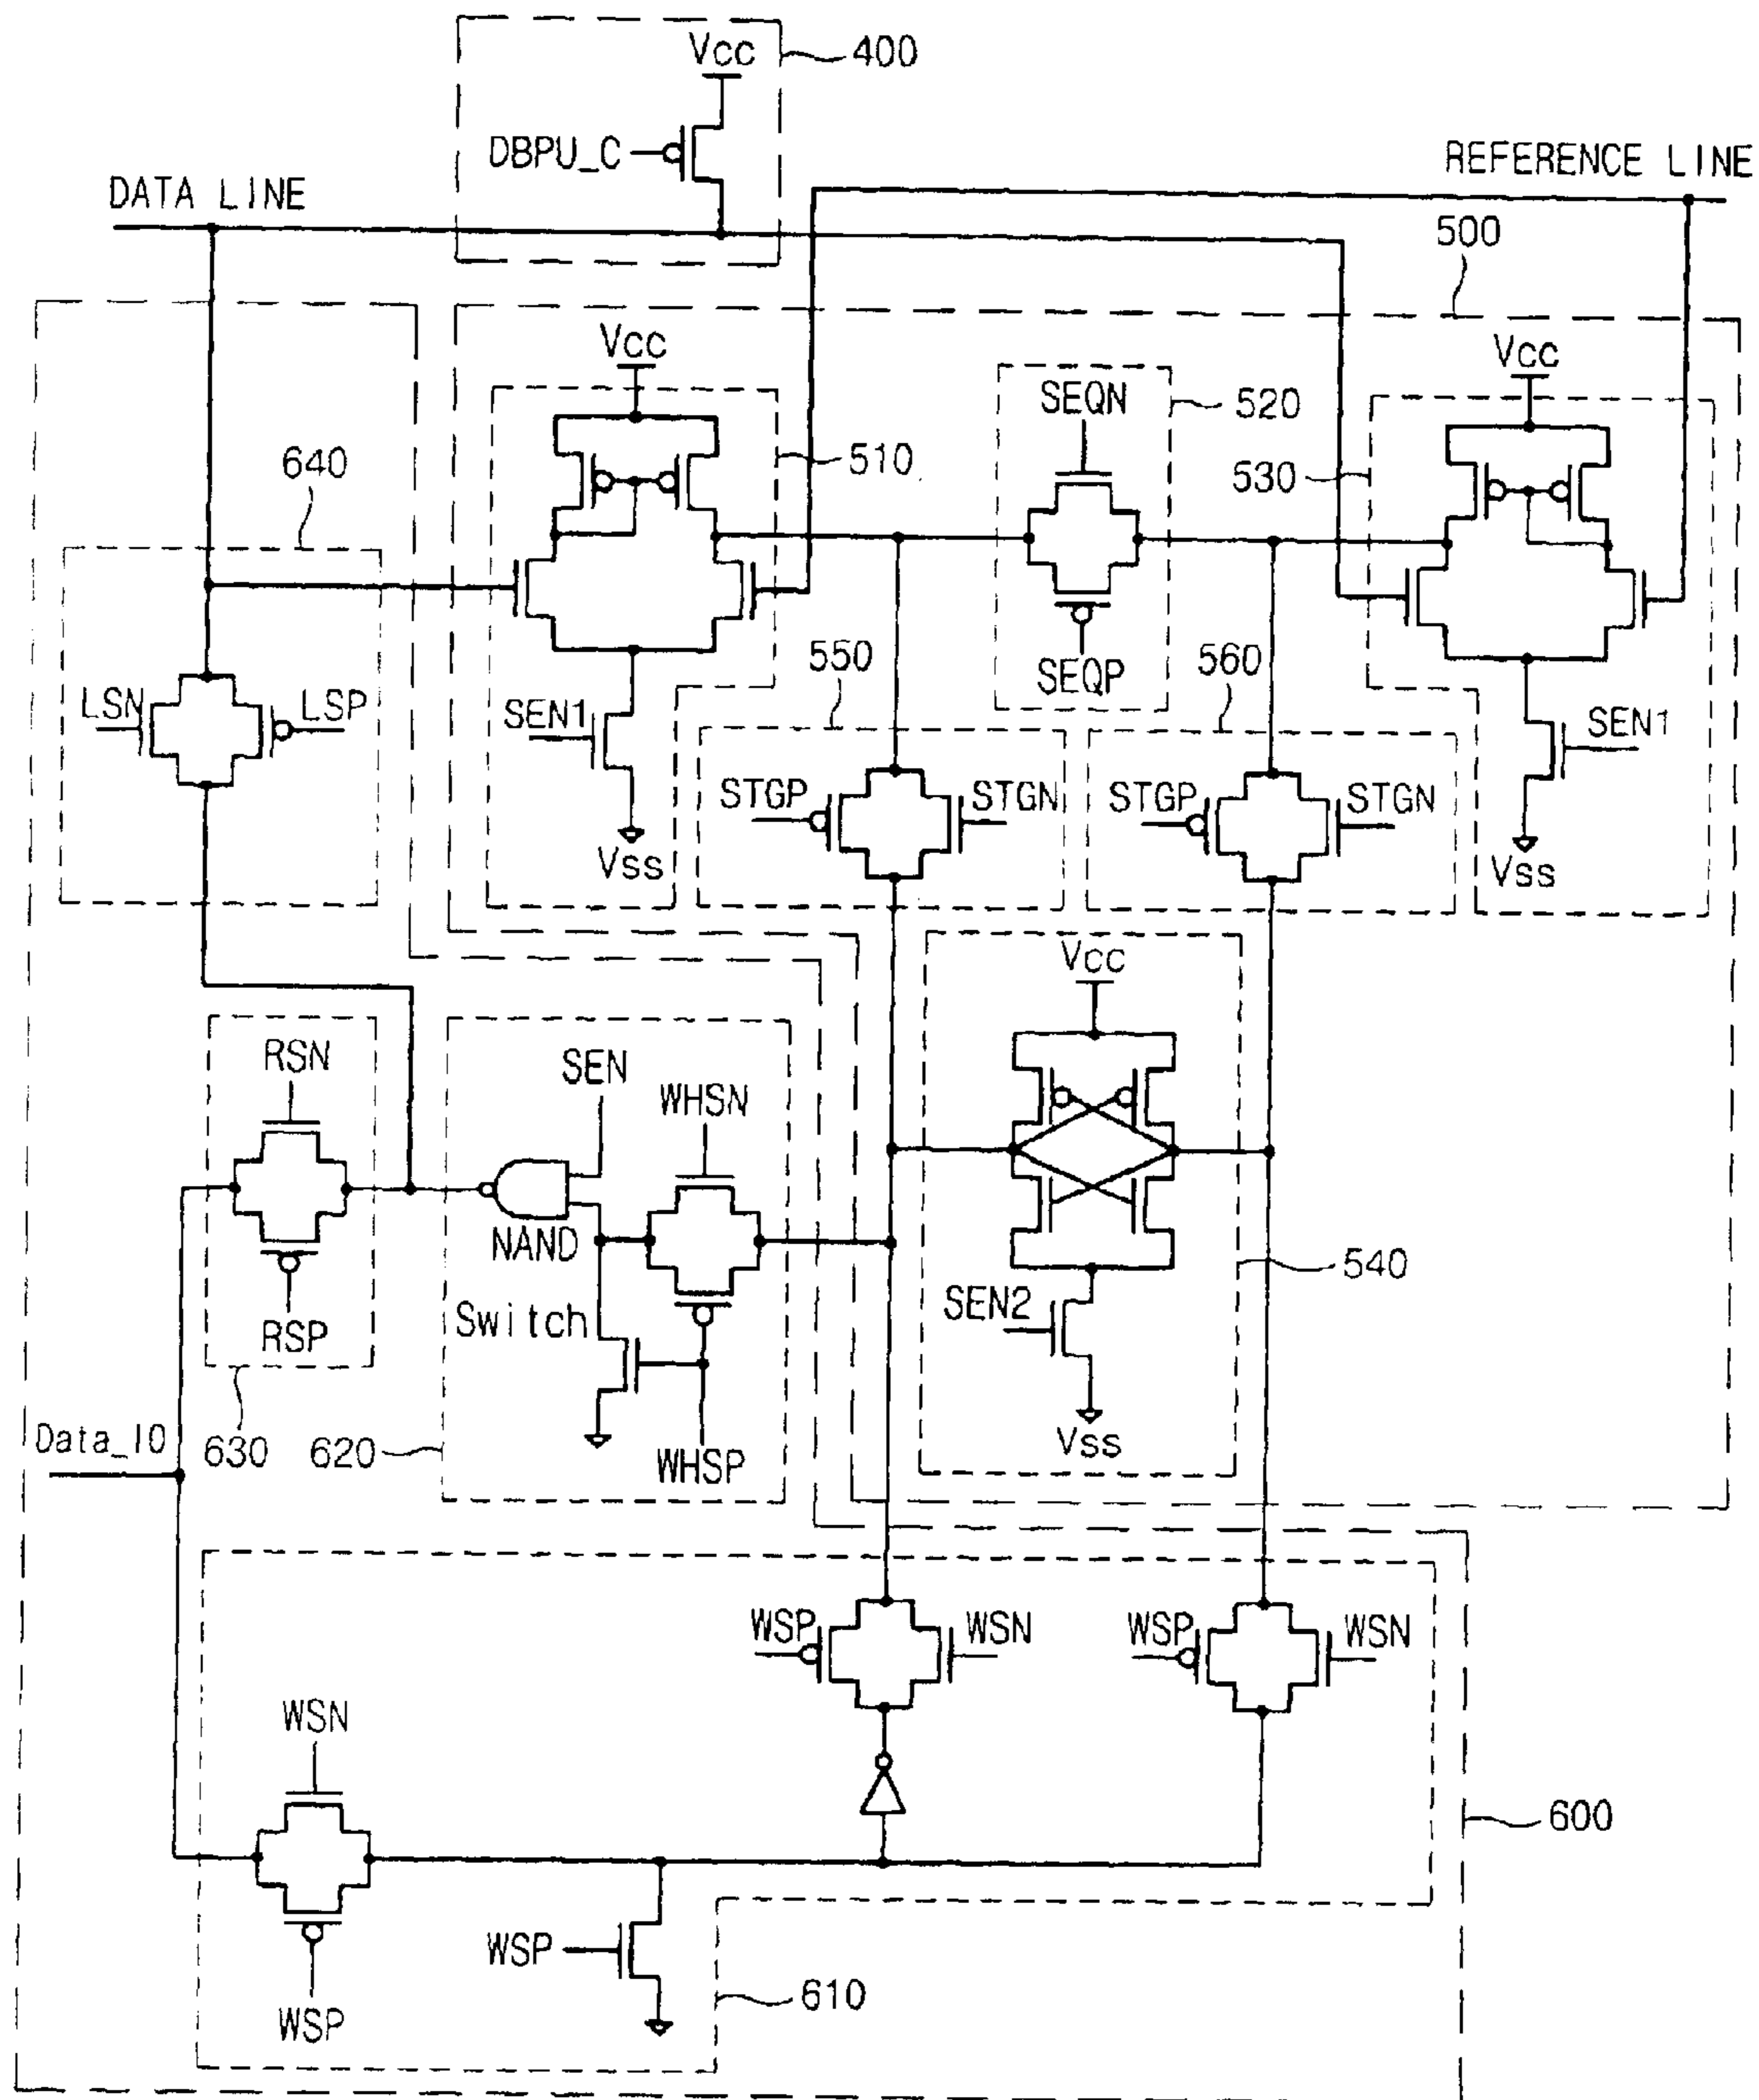 Vcc
400
DBPU_C
REFERENCE LINE
DATA LINE
500
Vcc
Vcc
SEQN
520
640
510
530
LSN
LSP
550
SEQP
560
SEN1
SEN1
STGP
STGN
STGP
STGN
Vss
Vss
Vcc
RSN
SEN
WHSN
NAND
540
SEN2
Switch
RSP
Data_IO
630
620
WHSP
Vss
WSP
WSN
WSP
WSN
WSN
600
WSP
610
WSP